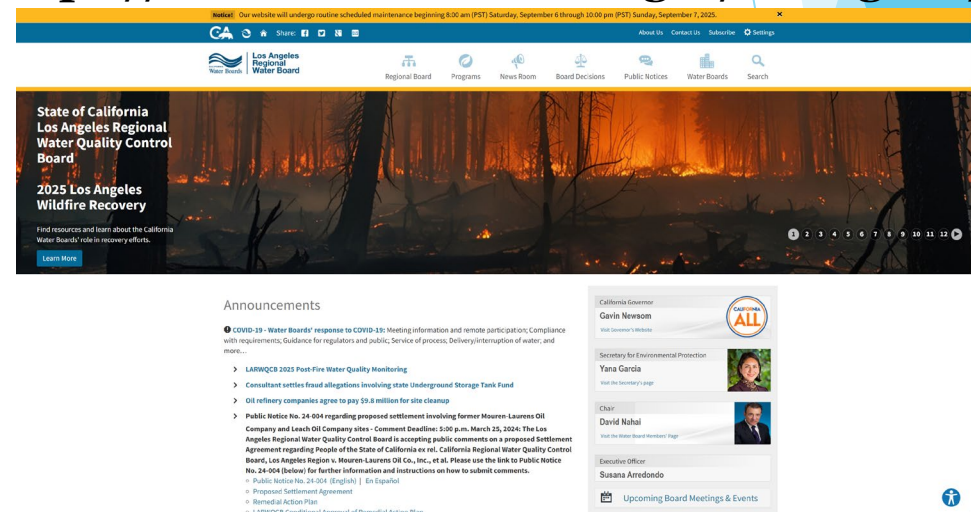 Notice! Our website will undergo routine scheduled maintenance beginning 8:00 am (PST) Saturday, September 6 through 10:00 pm (PST) Sunday, September 7, 2025. ×
CA Share: About Us Contact Us Subscribe Settings
Water Boards Los Angeles Regional Water Board
Regional Board Programs News Room Board Decisions Public Notices Water Boards Search
State of California
Los Angeles Regional
Water Quality Control
Board
2025 Los Angeles
Wildfire Recovery
Find resources and learn about the California
Water Boards' role in recovery efforts.
Learn More
1 2 3 4 5 6 7 8 9 10 11 12
Announcements
COVID-19 - Water Boards' response to COVID-19: Meeting information and remote participation; Compliance
with requirements; Guidance for regulators and public; Service of process; Delivery/interruption of water; and
more...
LARWQCB 2025 Post-Fire Water Quality Monitoring
Consultant settles fraud allegations involving state Underground Storage Tank Fund
Oil refinery companies agree to pay $9.8 million for site cleanup
Public Notice No. 24-004 regarding proposed settlement involving former Mouren-Laurens Oil
Company and Leach Oil Company sites - Comment Deadline: 5:00 p.m. March 25, 2024: The Los
Angeles Regional Water Quality Control Board is accepting public comments on a proposed Settlement
Agreement regarding People of the State of California ex rel. California Regional Water Quality Control
Board, Los Angeles Region v. Mouren-Laurens Oil Co., Inc., et al. Please use the link to Public Notice
No. 24-004 (below) for further information and instructions on how to submit comments.
Public Notice No. 24-004 (English) | En Español
Proposed Settlement Agreement
Remedial Action Plan
LARWQCB Conditional Approval of Remedial Action Plan
California Governor
Gavin Newsom
Visit Governor's Website
CALIFORNIA
ALL
Secretary for Environmental Protection
Yana Garcia
Visit the Secretary's page
Chair
David Nahai
Visit the Water Board Members' Page
Executive Officer
Susana Arredondo
Upcoming Board Meetings & Events